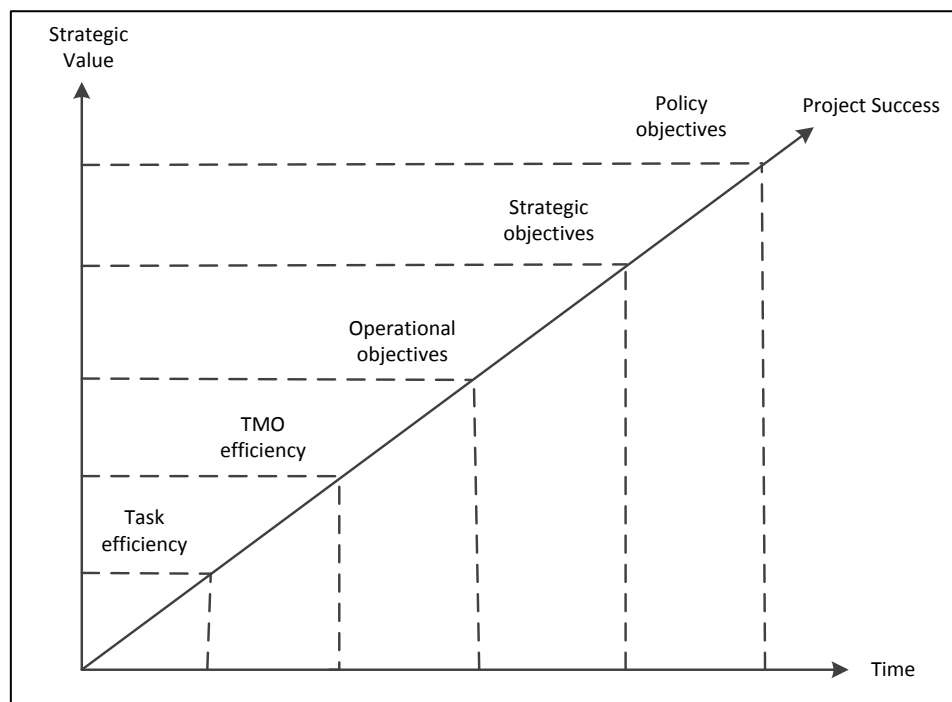 Strategic
Value
Policy
objectives
Project Success
Strategic
objectives
Operational
objectives
TMO
efficiency
Task
efficiency
Time